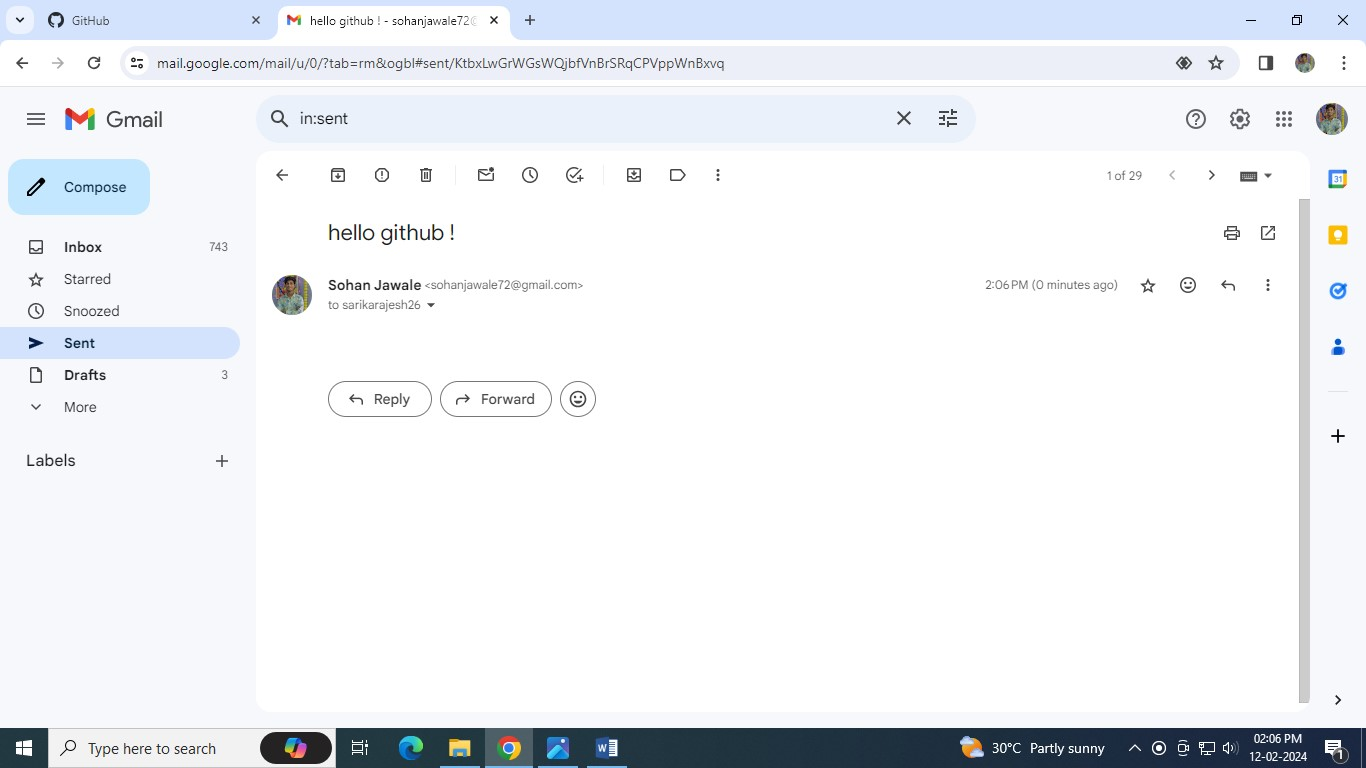 GitHub
hello github ! - sohanjawale72@
mail.google.com/mail/u/0/?tab=rm&ogbl#sent/KtbxLwGrWGsWQjbfVnBrSRqCPVppWnBxvq
Gmail
in:sent
Compose
1 of 29
31
Inbox 743
Starred
Snoozed
Sent
Drafts 3
More
Labels
hello github !
Sohan Jawale <sohanjawale72@gmail.com>
2:06 PM (0 minutes ago)
to sarikarajesh26
Reply
Forward
Type here to search
30°C Partly sunny
02:06 PM
12-02-2024
1